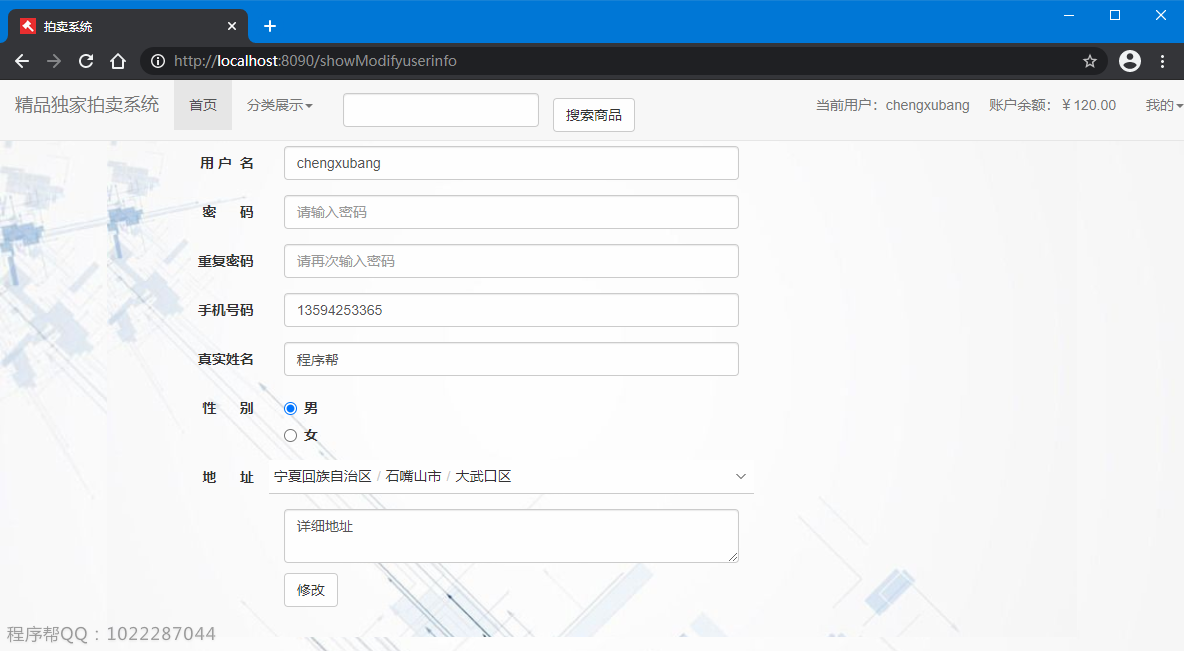 拍卖系统
http://localhost:8090/showModifyuserinfo
精品独家拍卖系统 首页 分类展示 搜索商品 当前用户：chengxubang 账户余额：￥120.00 我的
用 户 名 chengxubang
密 码 请输入密码
重复密码 请再次输入密码
手机号码 13594253365
真实姓名 程序帮
性 别 男
女
地 址 宁夏回族自治区 / 石嘴山市 / 大武口区
详细地址
修改
程序帮QQ：1022287044